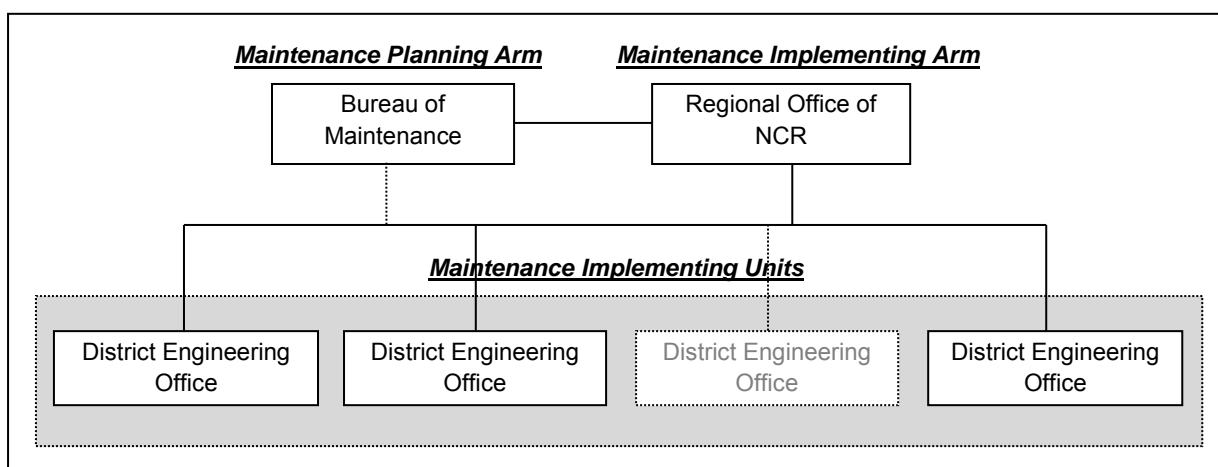 Maintenance Planning Arm
Maintenance Implementing Arm
Bureau of
Maintenance
Regional Office of
NCR
Maintenance Implementing Units
District Engineering
Office
District Engineering
Office
District Engineering
Office
District Engineering
Office